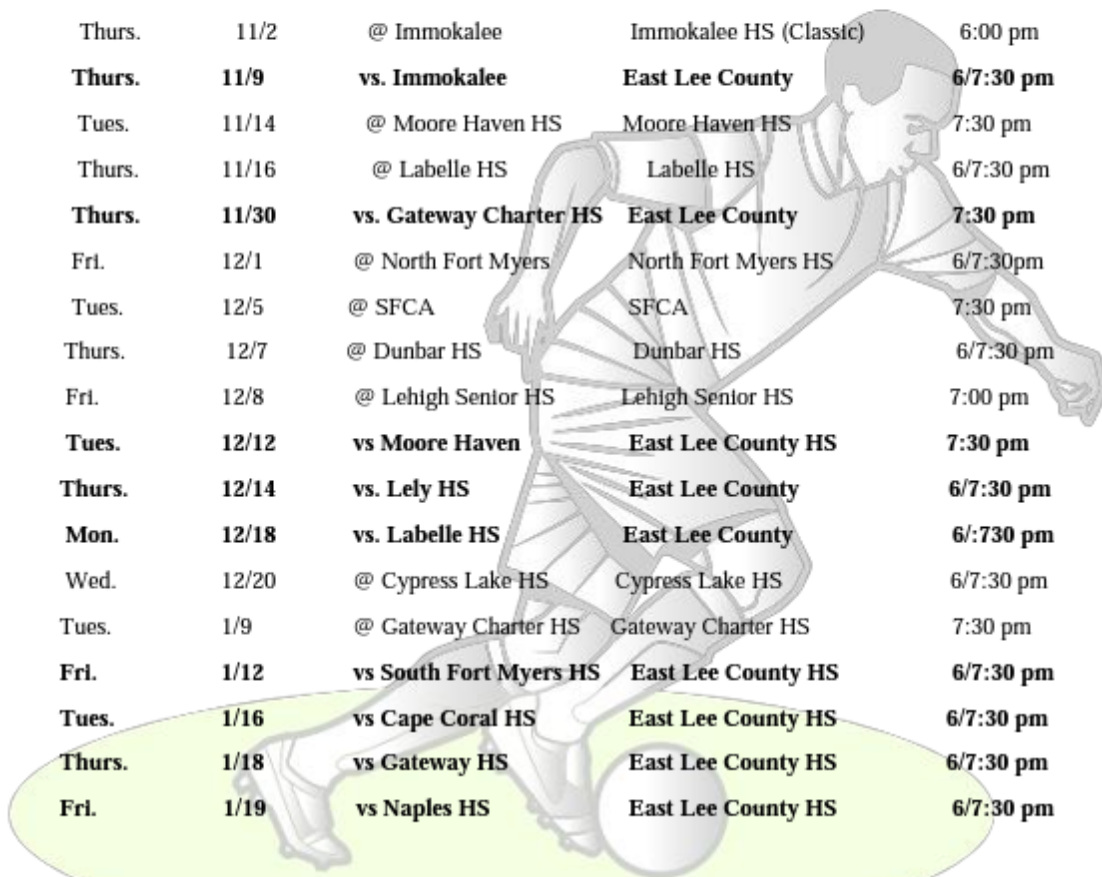 Thurs. 11/2 @ Immokalee Immokalee HS (Classic) 6:00 pm
Thurs. 11/9 vs. Immokalee East Lee County 6/7:30 pm
Tues. 11/14 @ Moore Haven HS Moore Haven HS 7:30 pm
Thurs. 11/16 @ Labelle HS Labelle HS 6/7:30 pm
Thurs. 11/30 vs. Gateway Charter HS East Lee County 7:30 pm
Fri. 12/1 @ North Fort Myers North Fort Myers HS 6/7:30pm
Tues. 12/5 @ SFCA SFCA 7:30 pm
Thurs. 12/7 @ Dunbar HS Dunbar HS 6/7:30 pm
Fri. 12/8 @ Lehigh Senior HS Lehigh Senior HS 7:00 pm
Tues. 12/12 vs Moore Haven East Lee County HS 7:30 pm
Thurs. 12/14 vs. Lely HS East Lee County 6/7:30 pm
Mon. 12/18 vs. Labelle HS East Lee County 6/:730 pm
Wed. 12/20 @ Cypress Lake HS Cypress Lake HS 6/7:30 pm
Tues. 1/9 @ Gateway Charter HS Gateway Charter HS 7:30 pm
Fri. 1/12 vs South Fort Myers HS East Lee County HS 6/7:30 pm
Tues. 1/16 vs Cape Coral HS East Lee County HS 6/7:30 pm
Thurs. 1/18 vs Gateway HS East Lee County HS 6/7:30 pm
Fri. 1/19 vs Naples HS East Lee County HS 6/7:30 pm